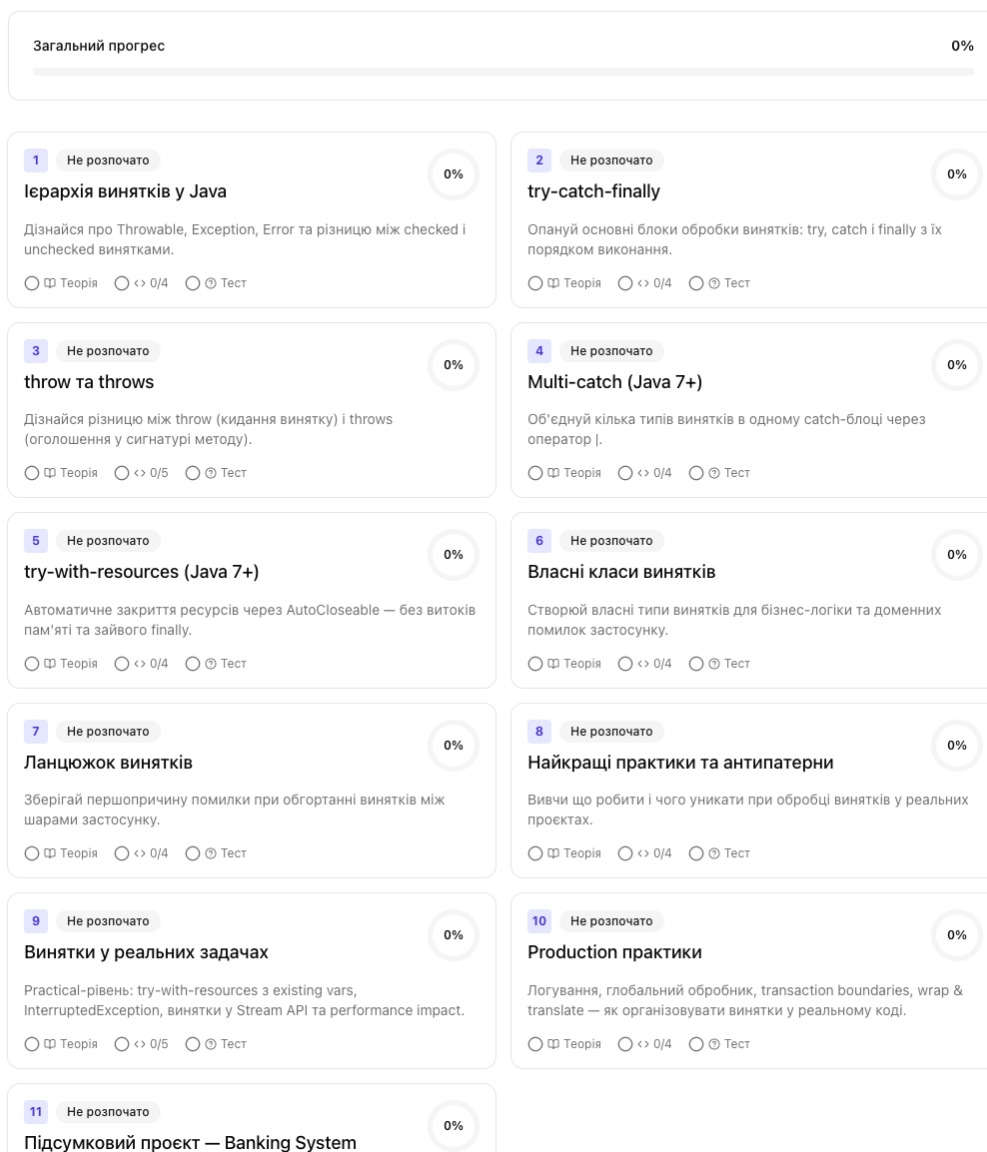 Загальний прогрес
0%
1
Не розпочато
0%
Ієрархія винятків у Java
Дізнайся про Throwable, Exception, Error та різницю між checked і
unchecked винятками.
Теорія
<> 0/4
Тест
2
Не розпочато
0%
try-catch-finally
Опануй основні блоки обробки винятків: try, catch і finally з їх
порядком виконання.
Теорія
<> 0/4
Тест
3
Не розпочато
0%
throw та throws
Дізнайся різницю між throw (кидання винятку) і throws
(оголошення у сигнатурі методу).
Теорія
<> 0/5
Тест
4
Не розпочато
0%
Multi-catch (Java 7+)
Об'єднуй кілька типів винятків в одному catch-блоці через
оператор |.
Теорія
<> 0/4
Тест
5
Не розпочато
0%
try-with-resources (Java 7+)
Автоматичне закриття ресурсів через AutoCloseable — без витоків
пам'яті та зайвого finally.
Теорія
<> 0/4
Тест
6
Не розпочато
0%
Власні класи винятків
Створюй власні типи винятків для бізнес-логіки та доменних
помилок застосунку.
Теорія
<> 0/4
Тест
7
Не розпочато
0%
Ланцюжок винятків
Зберігай першопричину помилки при обгортанні винятків між
шарами застосунку.
Теорія
<> 0/4
Тест
8
Не розпочато
0%
Найкращі практики та антипатерни
Вивчи що робити і чого уникати при обробці винятків у реальних
проєктах.
Теорія
<> 0/4
Тест
9
Не розпочато
0%
Винятки у реальних задачах
Practical-рівень: try-with-resources з existing vars,
InterruptedException, винятки у Stream API та performance impact.
Теорія
<> 0/5
Тест
10
Не розпочато
0%
Production практики
Логування, глобальний обробник, transaction boundaries, wrap &
translate — як організовувати винятки у реальному коді.
Теорія
<> 0/4
Тест
11
Не розпочато
0%
Підсумковий проєкт — Banking System